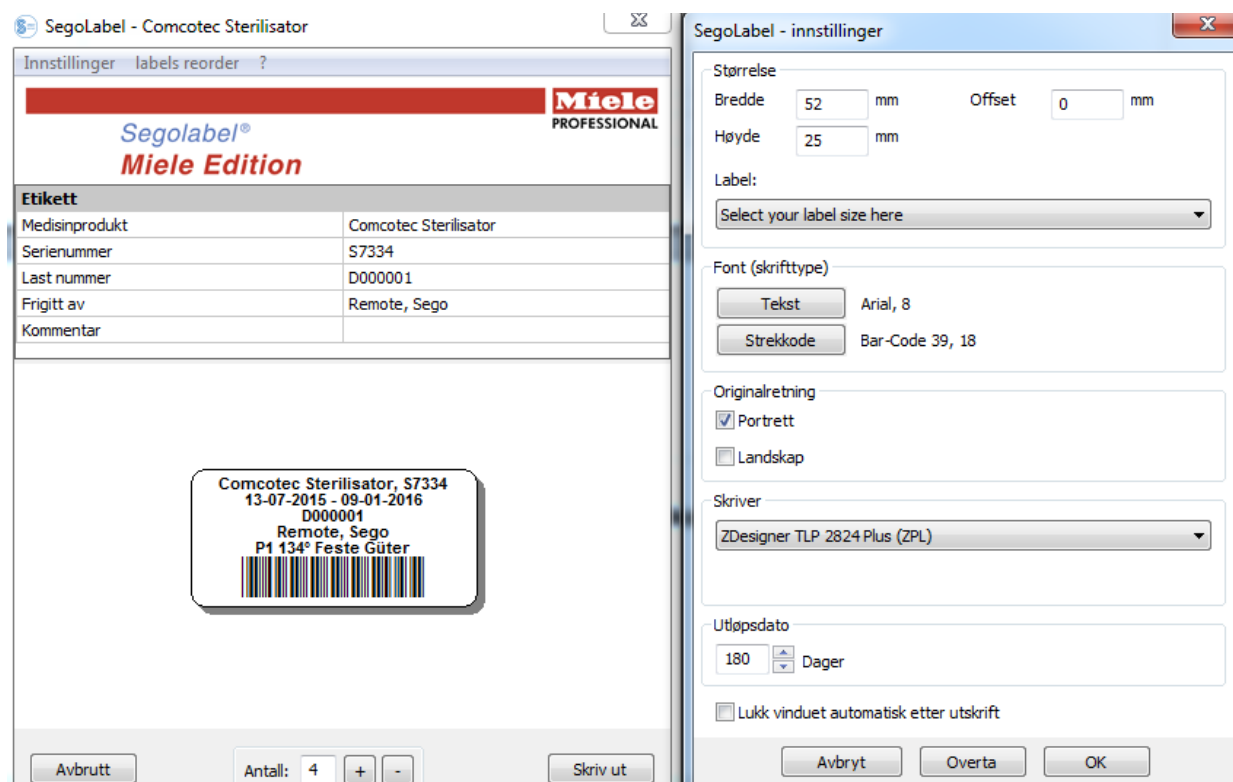 SegoLabel - Comcotec Sterilisator
Innstillinger labels reorder ?
Miele
PROFESSIONAL
Segolabel®
Miele Edition
Etikett
Medisinprodukt Comcotec Sterilisator
Serienummer S7334
Last nummer D000001
Frigitt av Remote, Sego
Kommentar
Comcotec Sterilisator, S7334
13-07-2015 - 09-01-2016
D000001
Remote, Sego
P1 134° Feste Güter
Avbrutt Antall: 4 + - Skriv ut
SegoLabel - innstillinger
Størrelse
Bredde 52 mm Offset 0 mm
Høyde 25 mm
Label:
Select your label size here
Font (skrifttype)
Tekst Arial, 8
Strekkode Bar-Code 39, 18
Originalretning
Portrett
Landskap
Skriver
ZDesigner TLP 2824 Plus (ZPL)
Utløpsdato
180 Dager
Lukk vinduet automatisk etter utskrift
Avbryt Overta OK